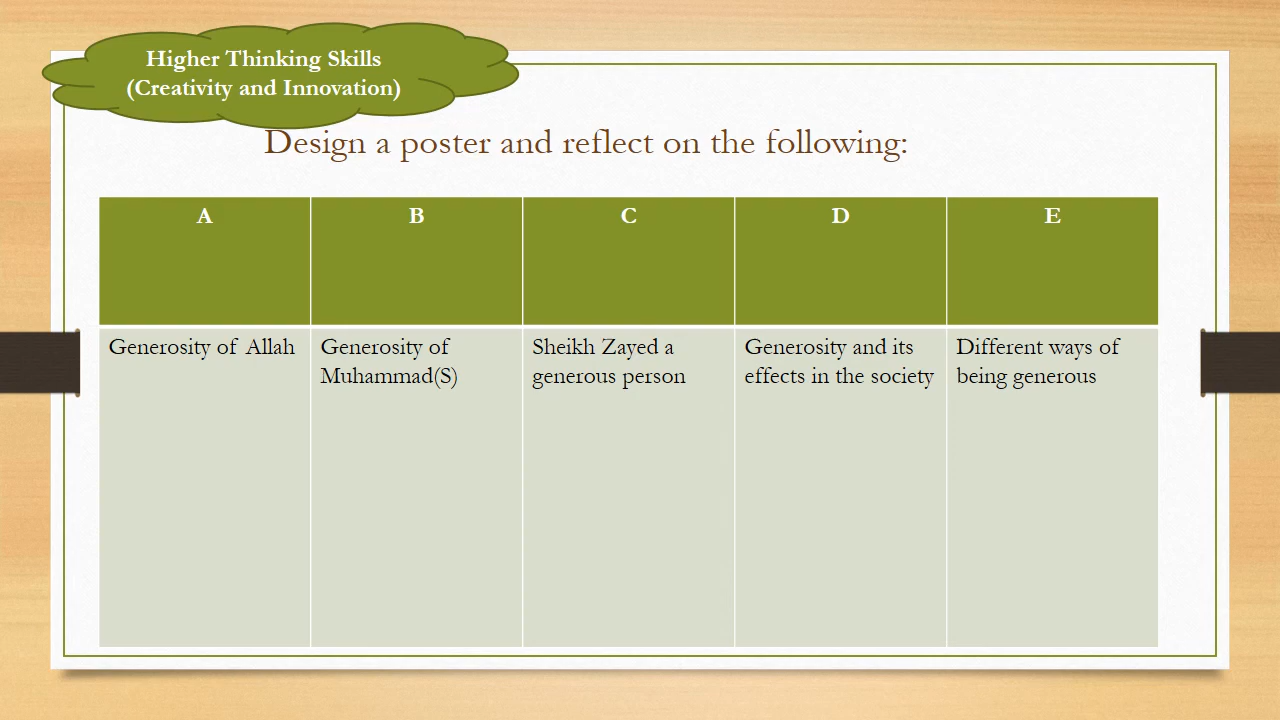 Higher Thinking Skills
(Creativity and Innovation)
Design a poster and reflect on the following:
A
B
C
D
E
Generosity of Allah
Generosity of
Muhammad(S)
Sheikh Zayed a
generous person
Generosity and its
effects in the society
Different ways of
being generous